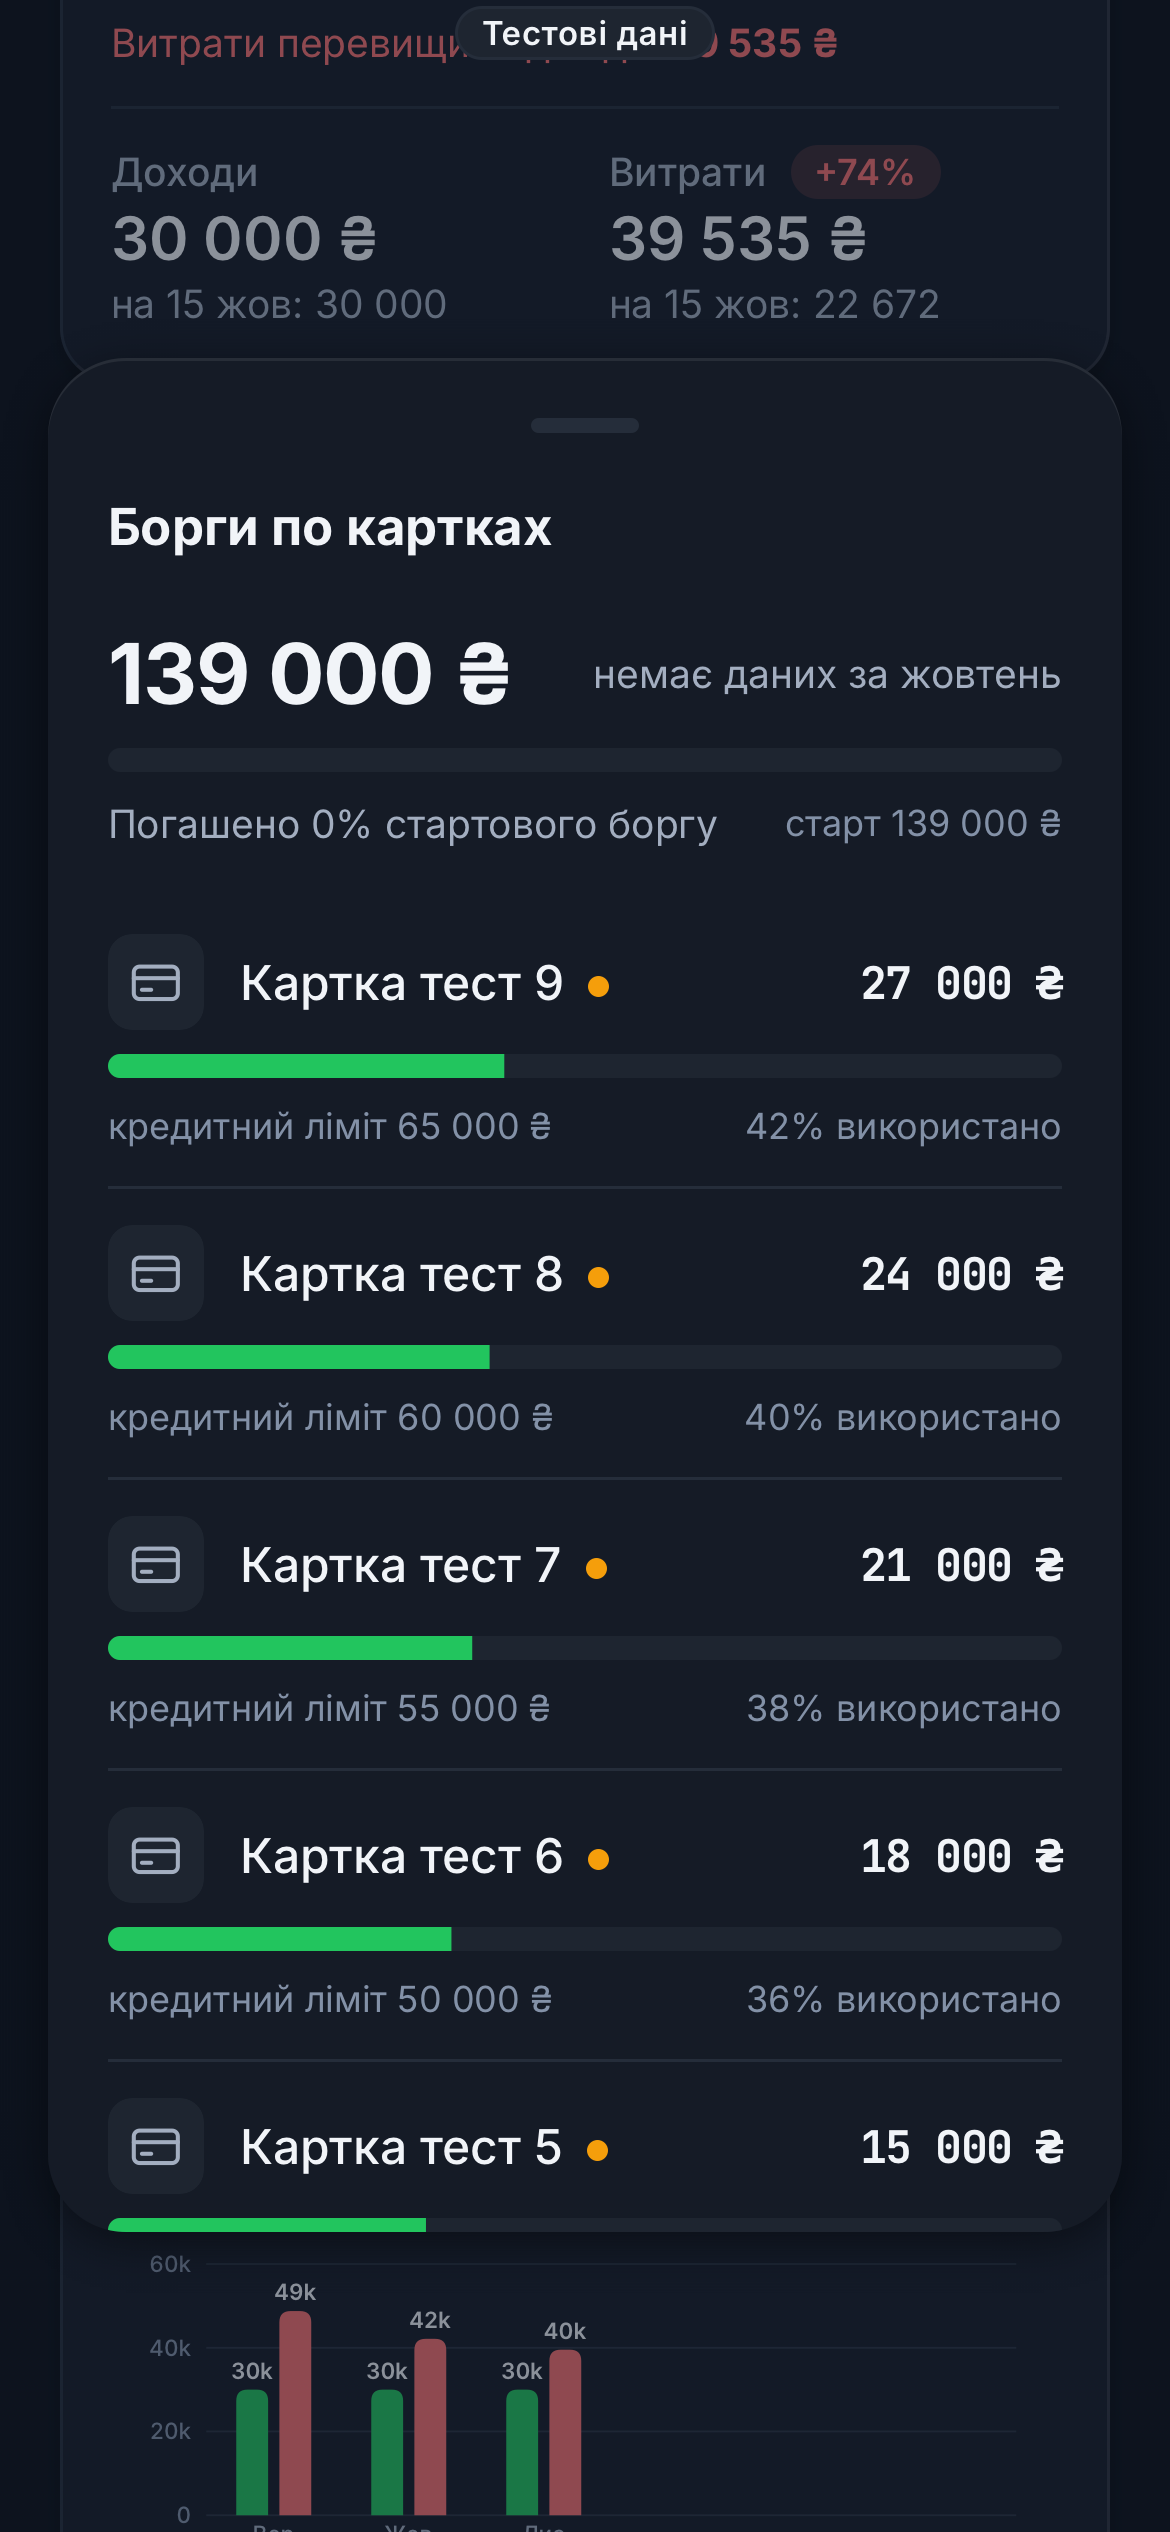 Тестові дані
Витрати 535 ₴
Доходи
Витрати +74%
30 000 ₴
39 535 ₴
на 15 жов: 30 000
на 15 жов: 22 672
Борги по картках
139 000 ₴ немає даних за жовтень
Погашено 0% стартового боргу старт 139 000 ₴
Картка тест 9 27 000 ₴
кредитний ліміт 65 000 ₴ 42% використано
Картка тест 8 24 000 ₴
кредитний ліміт 60 000 ₴ 40% використано
Картка тест 7 21 000 ₴
кредитний ліміт 55 000 ₴ 38% використано
Картка тест 6 18 000 ₴
кредитний ліміт 50 000 ₴ 36% використано
Картка тест 5 15 000 ₴
60k
49k
42k
40k
40k
30k 30k 30k
20k
0